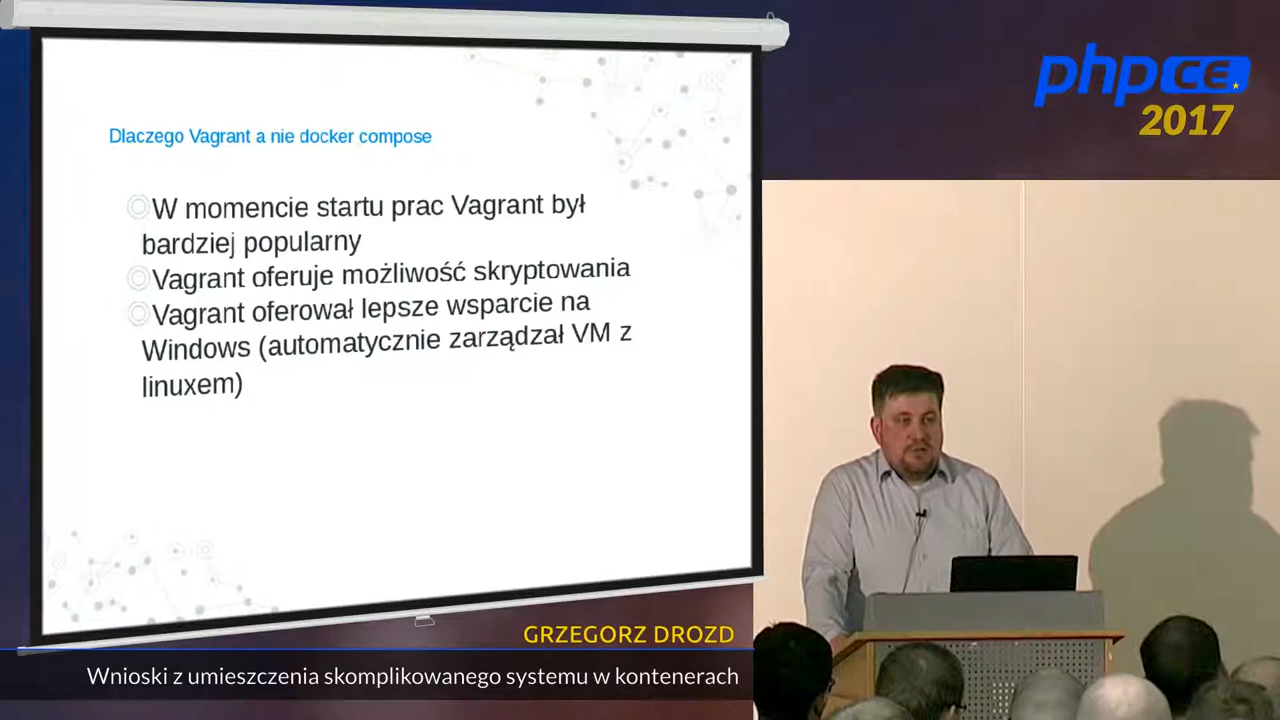 Dlaczego Vagrant a nie docker compose
W momencie startu prac Vagrant był
bardziej popularny
Vagrant oferuje możliwość skryptowania
Vagrant oferował lepsze wsparcie na
Windows (automatycznie zarządzał VM z
linuxem)
phpce
2017
GRZEGORZ DROZD
Wnioski z umieszczenia skomplikowanego systemu w kontenerach